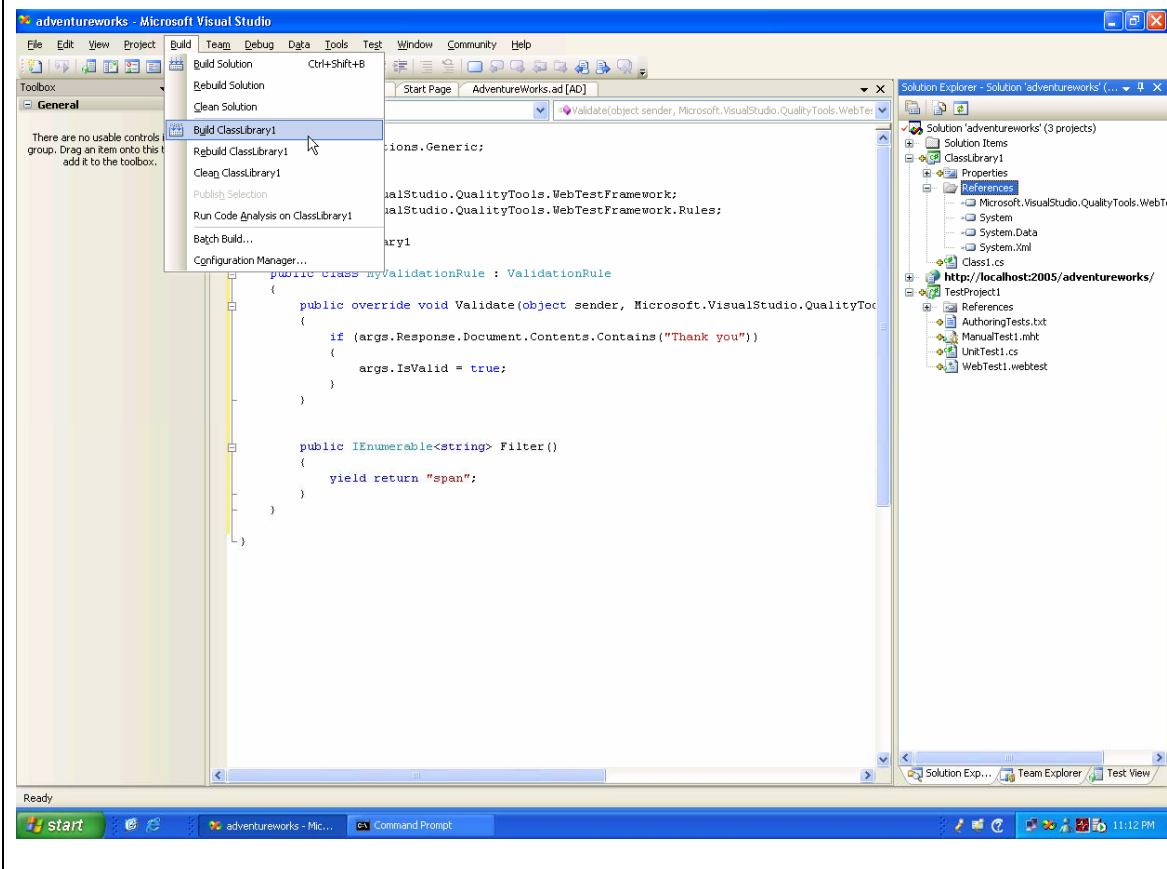 adventureworks - Microsoft Visual Studio
File Edit View Project Build Team Debug Data Tools Test Window Community Help
Toolbox
General
There are no usable controls i
group. Drag an item onto this t
add it to the toolbox.
Build Solution Ctrl+Shift+B
Rebuild Solution
Clean Solution
Build ClassLibrary1
Rebuild ClassLibrary1
Clean ClassLibrary1
Publish Selection
Run Code Analysis on ClassLibrary1
Batch Build...
Configuration Manager...
Start Page AdventureWorks.ad [AD]
Validate(object sender, Microsoft.VisualStudio.QualityTools.WebTes
ions.Generic;
ualStudio.QualityTools.WebTestFramework;
ualStudio.QualityTools.WebTestFramework.Rules;
ary1
public class MyValidationRule : ValidationRule
{
public override void Validate(object sender, Microsoft.VisualStudio.QualityToo
{
if (args.Response.Document.Contents.Contains("Thank you"))
{
args.IsValid = true;
}
}
public IEnumerable<string> Filter()
{
yield return "span";
}
}
}
Solution Explorer - Solution 'adventureworks' (...
Solution 'adventureworks' (3 projects)
Solution Items
ClassLibrary1
Properties
References
Microsoft.VisualStudio.QualityTools.WebT
System
System.Data
System.Xml
Class1.cs
http://localhost:2005/adventureworks/
TestProject1
References
AuthoringTests.txt
ManualTest1.mht
UnitTest1.cs
WebTest1.webtest
Solution Exp... Team Explorer Test View
Ready
start adventureworks - Mic... Command Prompt 11:12 PM